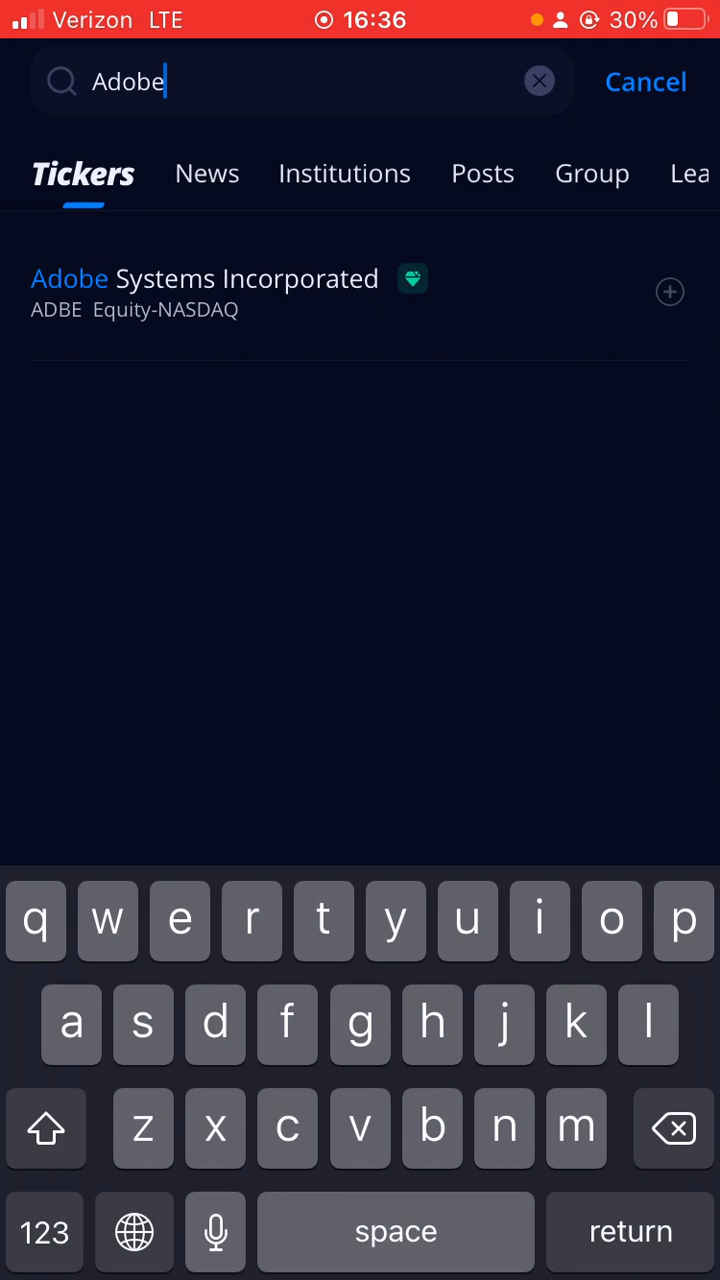 Verizon LTE 16:36 30%
Adobe Cancel
Tickers News Institutions Posts Group Lea
Adobe Systems Incorporated
ADBE Equity-NASDAQ
q w e r t y u i o p
a s d f g h j k l
z x c v b n m
123 space return